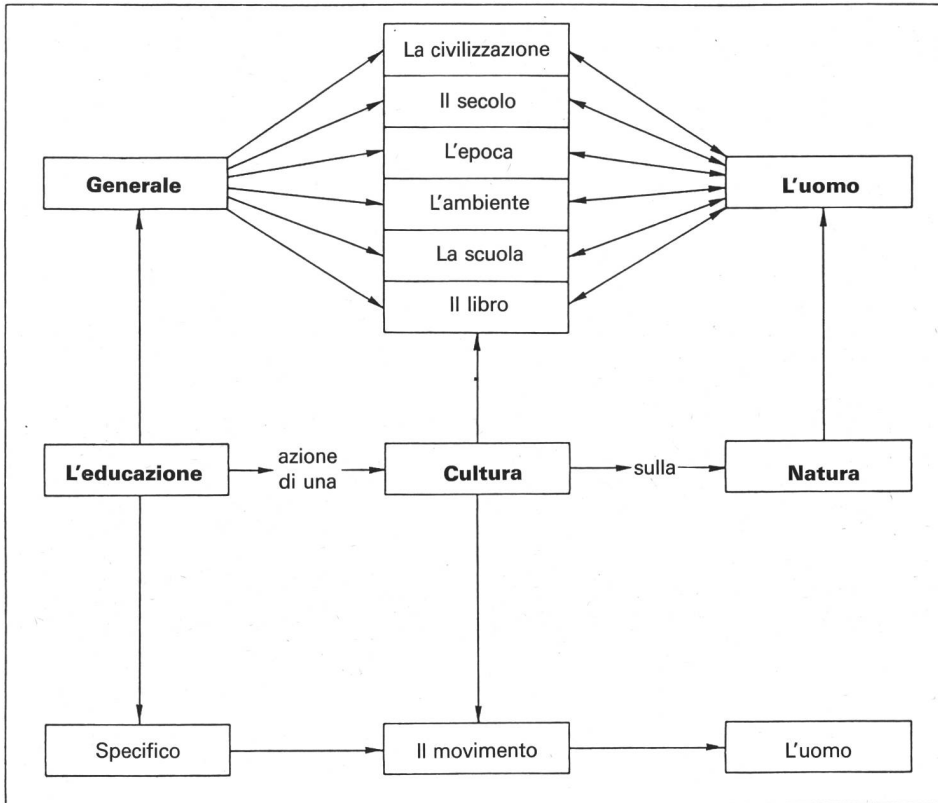 La civilizzazione
Il secolo
L'epoca
Generale
L'uomo
L'ambiente
La scuola
Il libro
L'educazione
azione
di una
Cultura
sulla
Natura
Specifico
Il movimento
L'uomo